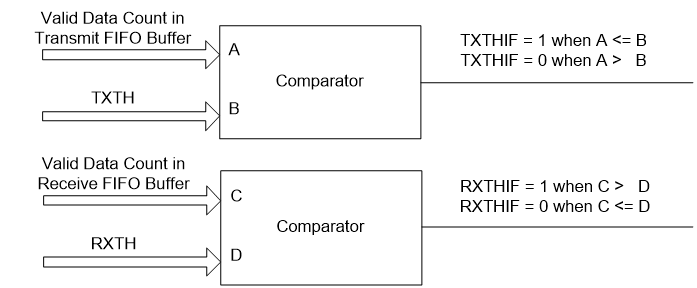 Valid Data Count in
Transmit FIFO Buffer
A
TXTHIF = 1 when A <= B
TXTHIF = 0 when A > B
Comparator
TXTH
B
Valid Data Count in
Receive FIFO Buffer
C
RXTHIF = 1 when C > D
RXTHIF = 0 when C <= D
Comparator
RXTH
D